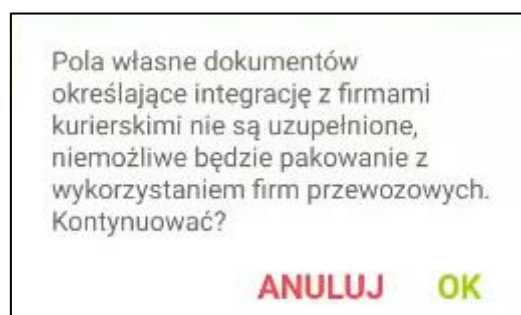 Pola własne dokumentów
określające integrację z firmami
kurierskimi nie są uzupełnione,
niemożliwe będzie pakowanie z
wykorzystaniem firm przewozowych.
Kontynuować?
ANULUJ OK